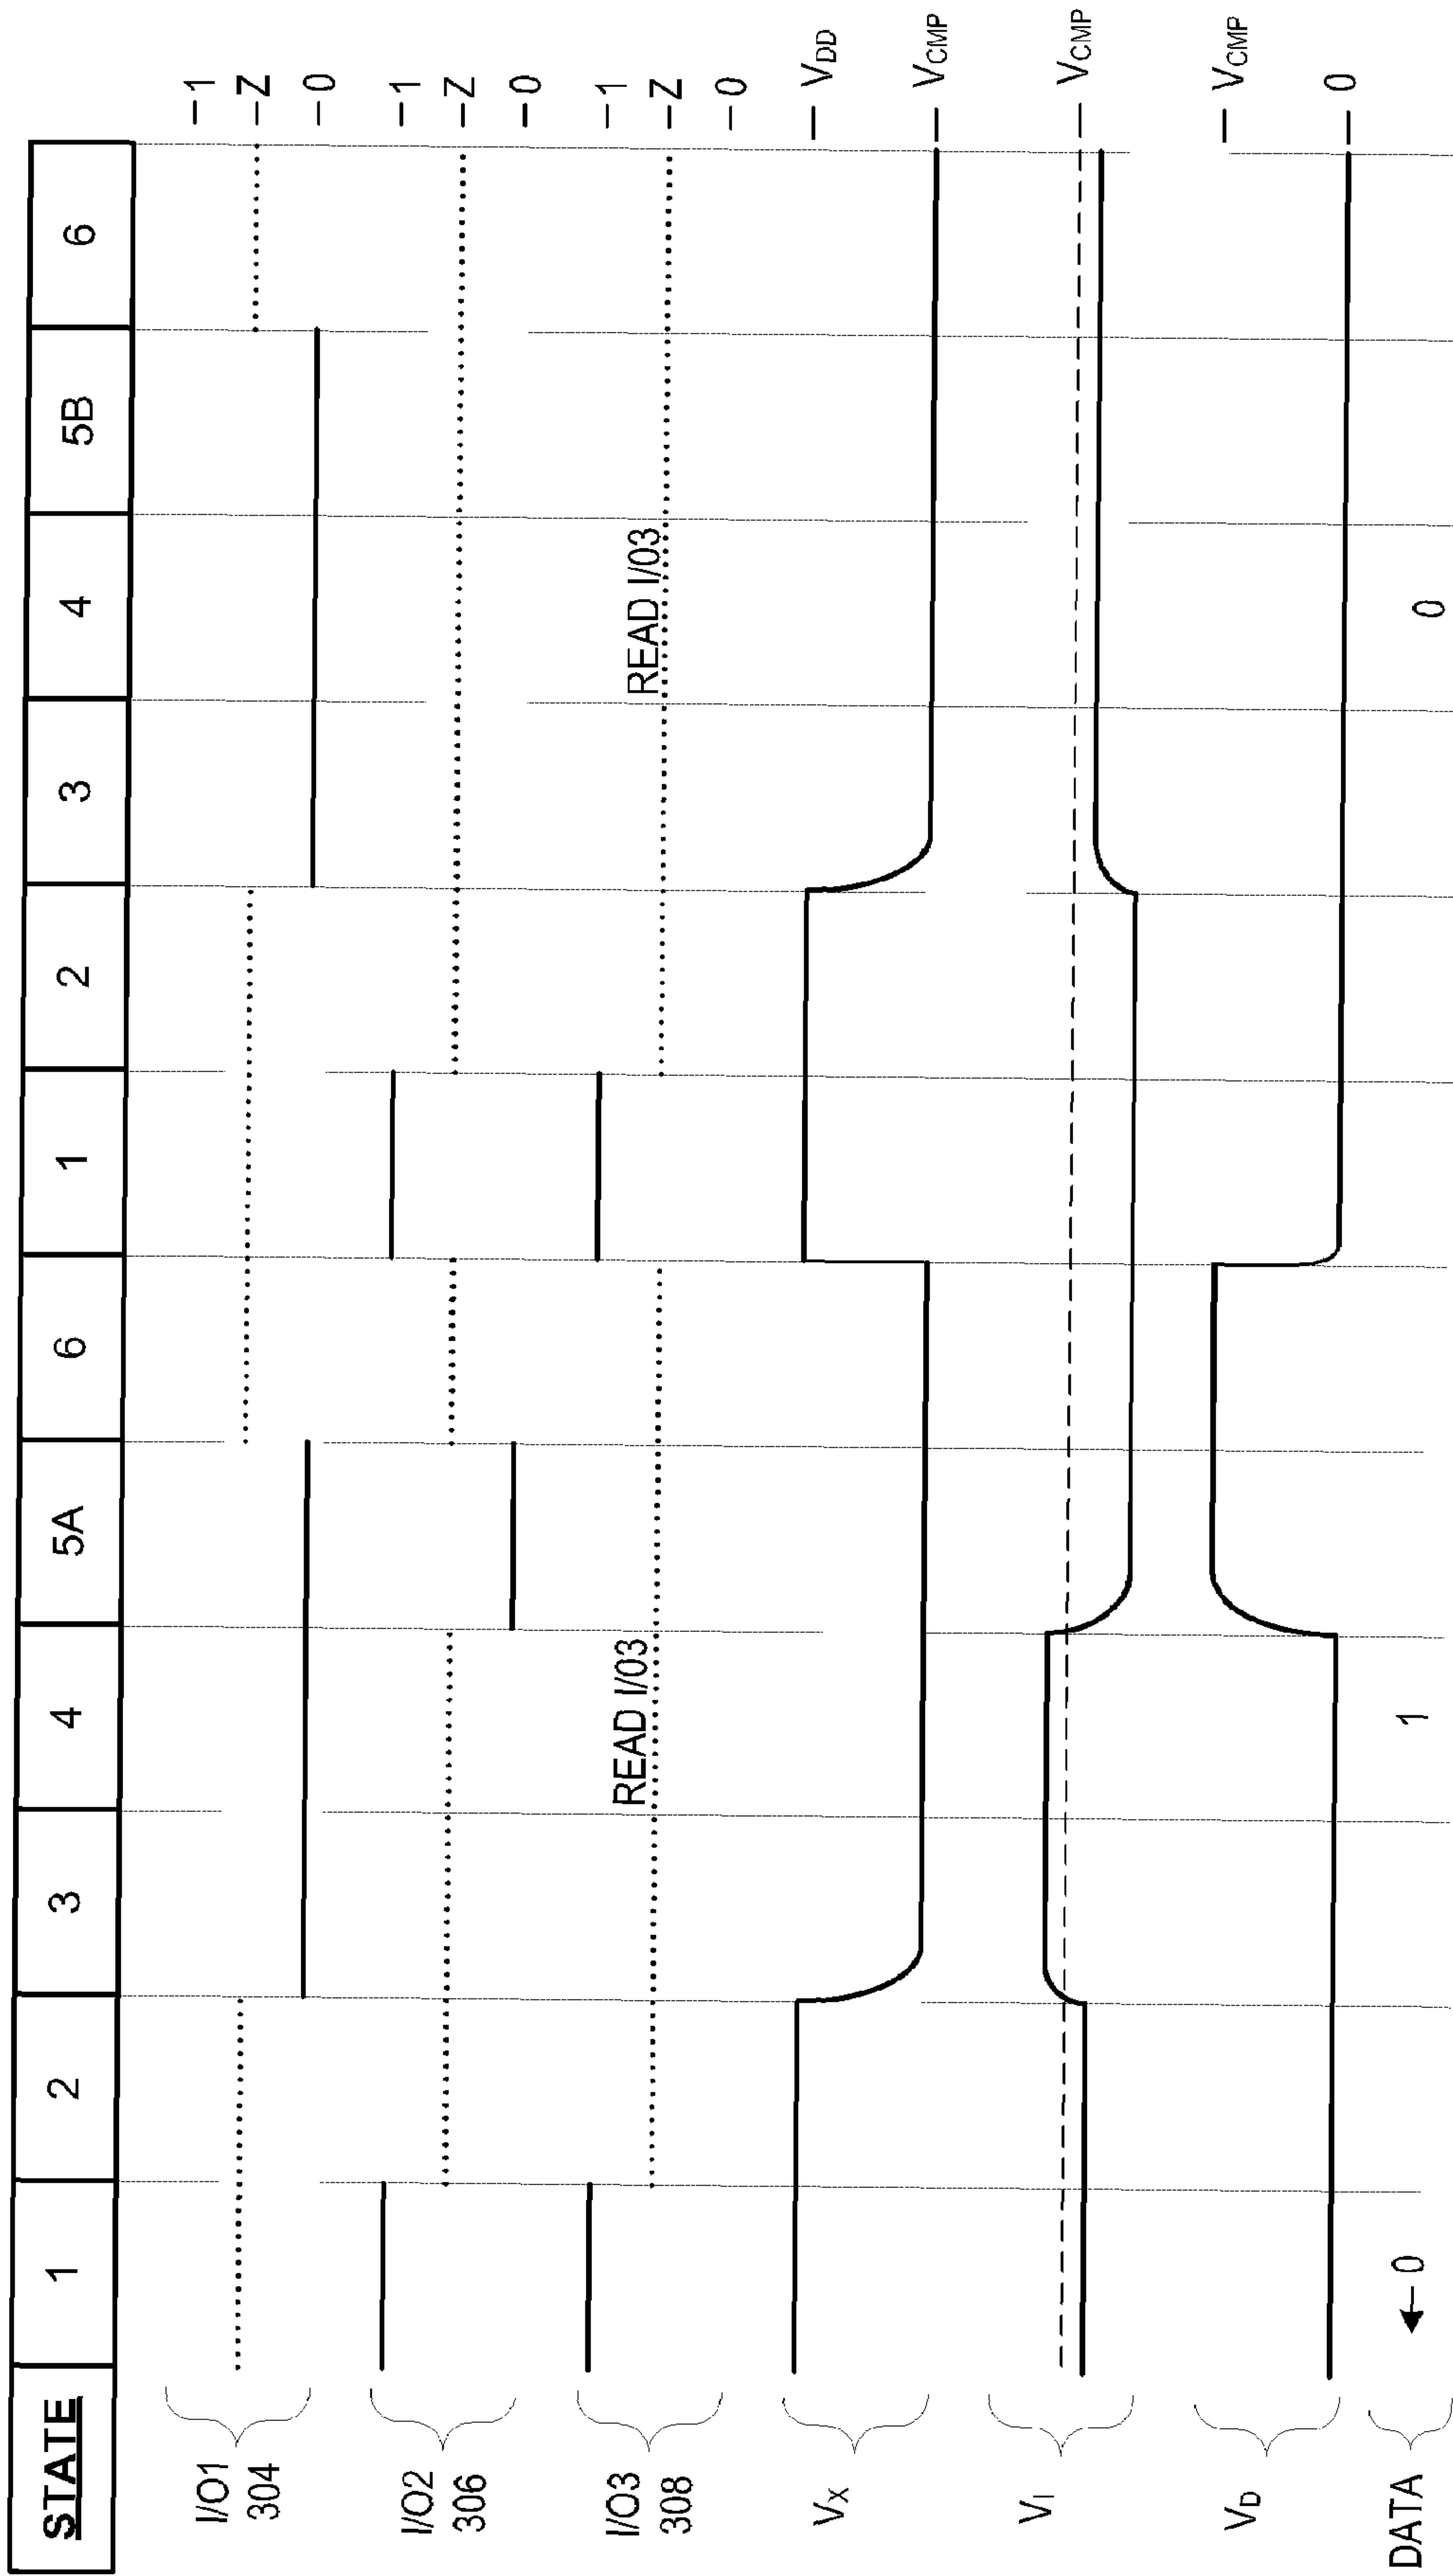 STATE 1 2 3 4 5A 6 1 2 3 4 5B 6
I/O1
304
–1
–Z
–0
I/O2
306
–1
–Z
–0
I/O3
308
READ I/03
READ I/03
–1
–Z
–0
VX
– VDD
– VCMP
VI
– VCMP
VD
– VCMP
– 0
DATA ←0 1 0